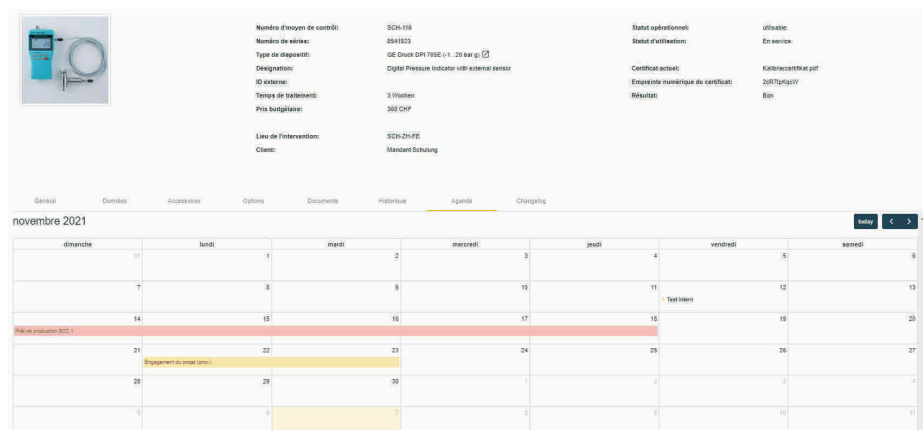 Numéro d'moyen de contrôl: SCH-116 Statut opérationnel: utilisable
Numéro de séries: 8541923 Statut d'utilisation: En service
Type de dispositif: GE Druck DPI 705E (-1...20 bar g)
Désignation: Digital Pressure Indicator with external sensor Certificat actuel: Kalibrierzertifikat.pdf
ID externe: Empreinte numérique du certificat:
Temps de traitement: 3 Wochen Résultat: Bon
Prix budgétaire: 360 CHF
Lieu de l'intervention: SCH-ZH-FE
Client: Mandant Schulung
Général Données Accessoires Options Documents Historique Agenda Changelog
novembre 2021 today < >
dimanche lundi mardi mercredi jeudi vendredi samedi
31 1 2 3 4 5 6
7 8 9 10 11 12 13
Test intern
14 15 16 17 18 19 20
Prêt de production SCC 1
21 22 23 24 25 26 27
Engagement du projet (prov.)
28 29 30 1 2 3 4
5 6 7 8 9 10 11